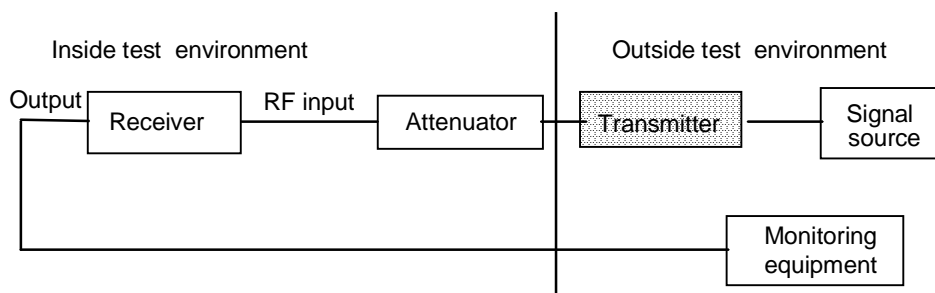 Inside test environment
Outside test environment
Output
Receiver
RF input
Attenuator
Transmitter
Signal
source
Monitoring
equipment